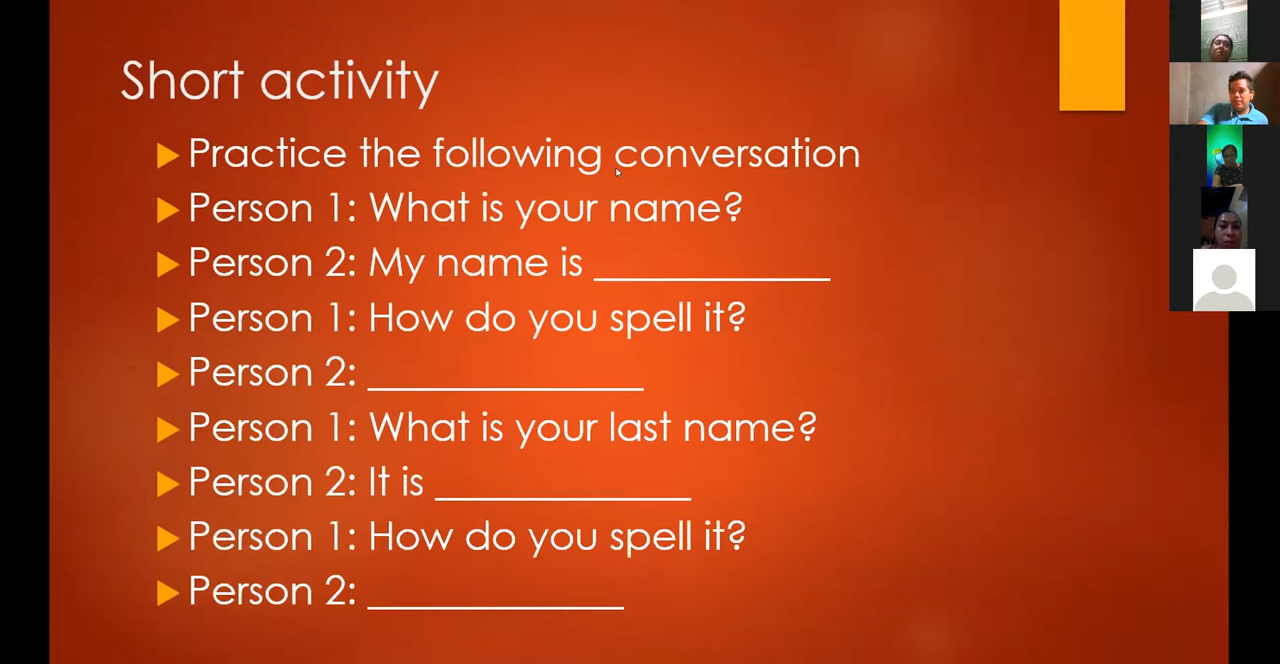 Short activity
Practice the following conversation
Person 1: What is your name?
Person 2: My name is ____________
Person 1: How do you spell it?
Person 2: ______________
Person 1: What is your last name?
Person 2: It is _____________
Person 1: How do you spell it?
Person 2: _____________